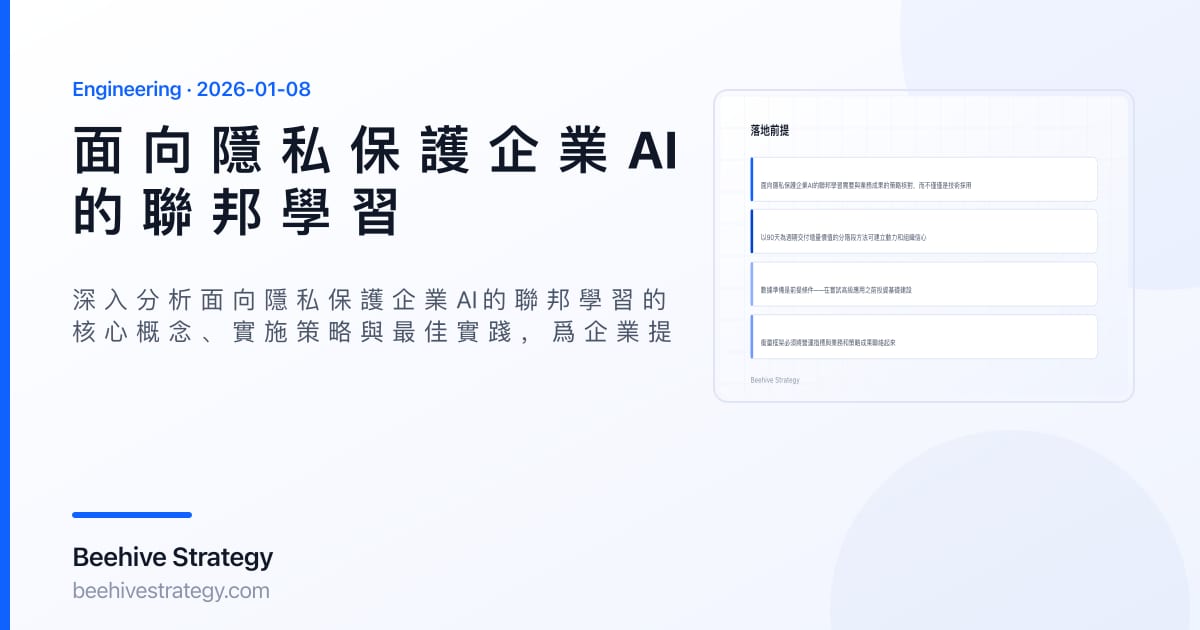 Engineering · 2026-01-08
面向隱私保護企業AI
的聯邦學習
深入分析面向隱私保護企業AI的聯邦學習的
核心概念、實施策略與最佳實踐，爲企業提
落地前提
面向隱私保護企業AI的聯邦學習需要與業務成果的策略校對，而不僅僅是技術採用
以90天為週期交付增量價值的分階段方法可建立動力和組織信心
數據準備是前提條件——在嘗試高級應用之前投資基礎建設
衡量框架必須將營運指標與業務和策略成果聯繫起來
Beehive Strategy
Beehive Strategy
beehivestrategy.com